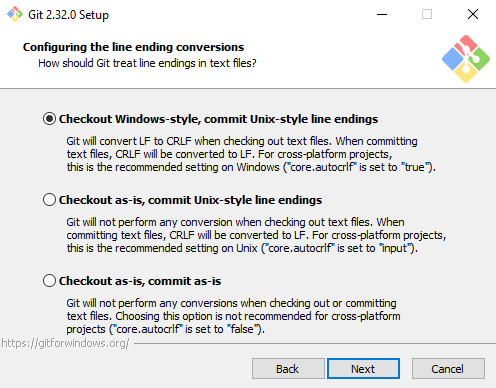 Git 2.32.0 Setup
Configuring the line ending conversions
How should Git treat line endings in text files?
Checkout Windows-style, commit Unix-style line endings
Git will convert LF to CRLF when checking out text files. When committing
text files, CRLF will be converted to LF. For cross-platform projects,
this is the recommended setting on Windows ("core.autocrlf" is set to "true").
Checkout as-is, commit Unix-style line endings
Git will not perform any conversion when checking out text files. When
committing text files, CRLF will be converted to LF. For cross-platform projects,
this is the recommended setting on Unix ("core.autocrlf" is set to "input").
Checkout as-is, commit as-is
Git will not perform any conversions when checking out or committing
text files. Choosing this option is not recommended for cross-platform
projects ("core.autocrlf" is set to "false").
https://gitforwindows.org/
Back Next Cancel